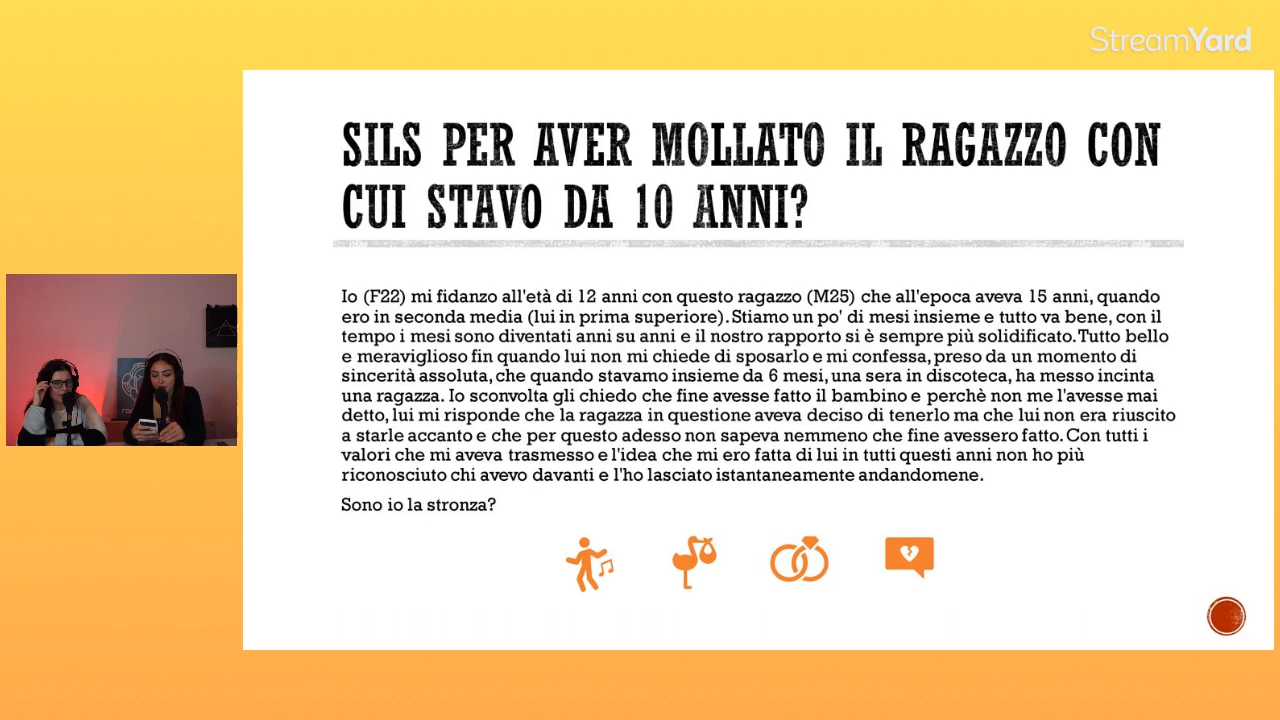 StreamYard
SILS PER AVER MOLLATO IL RAGAZZO CON
CUI STAVO DA 10 ANNI?
Io (F22) mi fidanzo all'età di 12 anni con questo ragazzo (M25) che all'epoca aveva 15 anni, quando
ero in seconda media (lui in prima superiore). Stiamo un po' di mesi insieme e tutto va bene, con il
tempo i mesi sono diventati anni su anni e il nostro rapporto si è sempre più solidificato. Tutto bello
e meraviglioso fin quando lui non mi chiede di sposarlo e mi confessa, preso da un momento di
sincerità assoluta, che quando stavamo insieme da 6 mesi, una sera in discoteca, ha messo incinta
una ragazza. Io sconvolta gli chiedo che fine avesse fatto il bambino e perchè non me l'avesse mai
detto, lui mi risponde che la ragazza in questione aveva deciso di tenerlo ma che lui non era riuscito
a starle accanto e che per questo adesso non sapeva nemmeno che fine avessero fatto. Con tutti i
valori che mi aveva trasmesso e l'idea che mi ero fatta di lui in tutti questi anni non ho più
riconosciuto chi avevo davanti e l'ho lasciato istantaneamente andandomene.
Sono io la stronza?